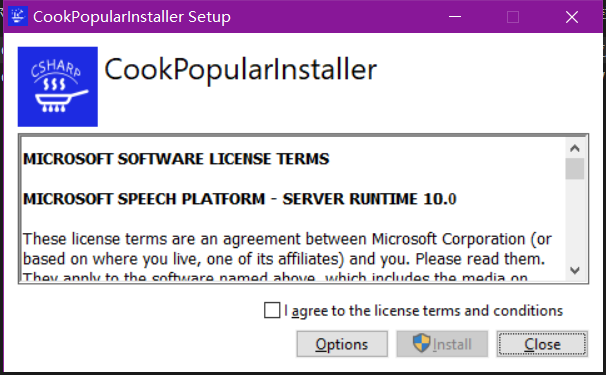 CookPopularInstaller Setup
CSHARP
CookPopularInstaller
MICROSOFT SOFTWARE LICENSE TERMS
MICROSOFT SPEECH PLATFORM - SERVER RUNTIME 10.0
These license terms are an agreement between Microsoft Corporation (or
based on where you live, one of its affiliates) and you. Please read them.
They apply to the software named above, which includes the media on
I agree to the license terms and conditions
Options
Install
Close